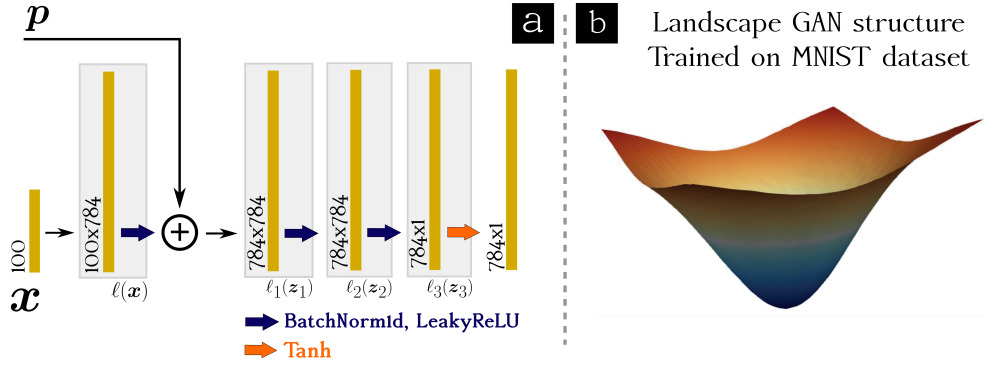 p
a
b
Landscape GAN structure
Trained on MNIST dataset
100
100x784
+
784x784
784x784
784x1
784x1
x
ℓ(x)
ℓ₁(z₁)
ℓ₂(z₂)
ℓ₃(z₃)
BatchNorm1d, LeakyReLU
Tanh